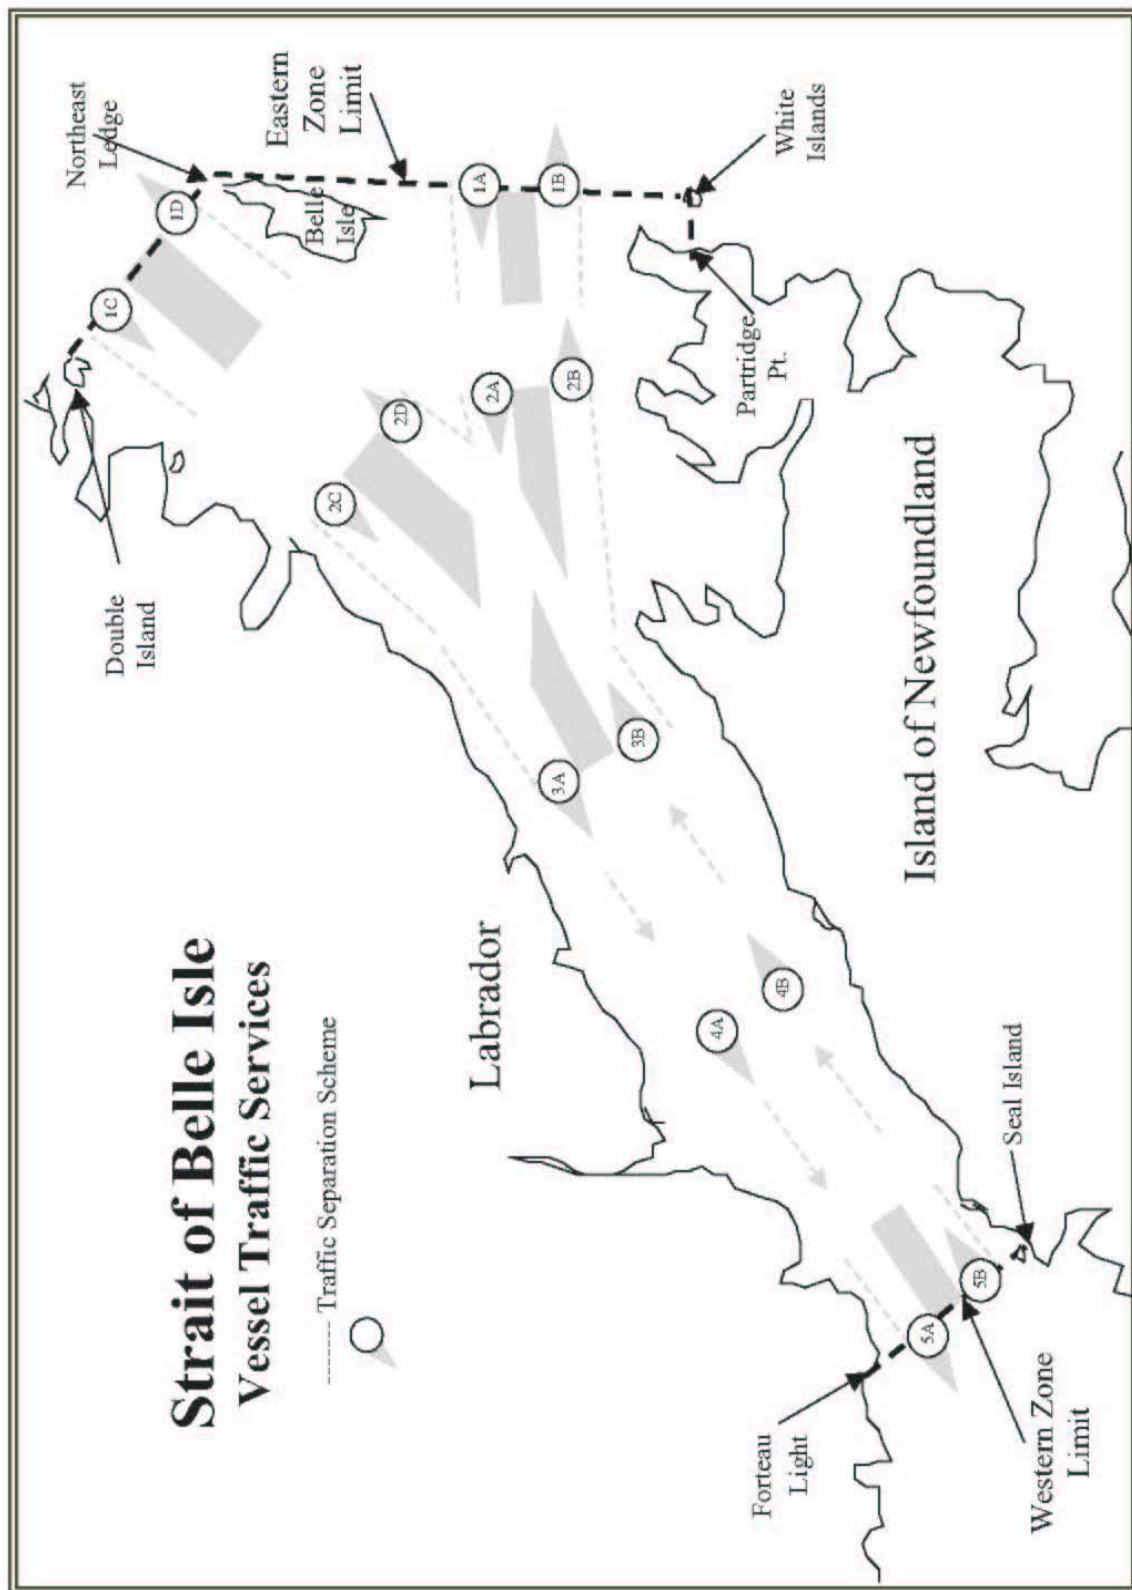 Strait of Belle Isle
Vessel Traffic Services
------- Traffic Separation Scheme
Northeast
Ledge
Eastern
Zone
Limit
1D
Belle
Isle
1A
1B
White
Islands
1C
2D
2A
2B
Partridge
Pt.
2C
Double
Island
3A
3B
Island of Newfoundland
Labrador
4A
4B
Seal Island
5A
5B
Forteau
Light
Western Zone
Limit